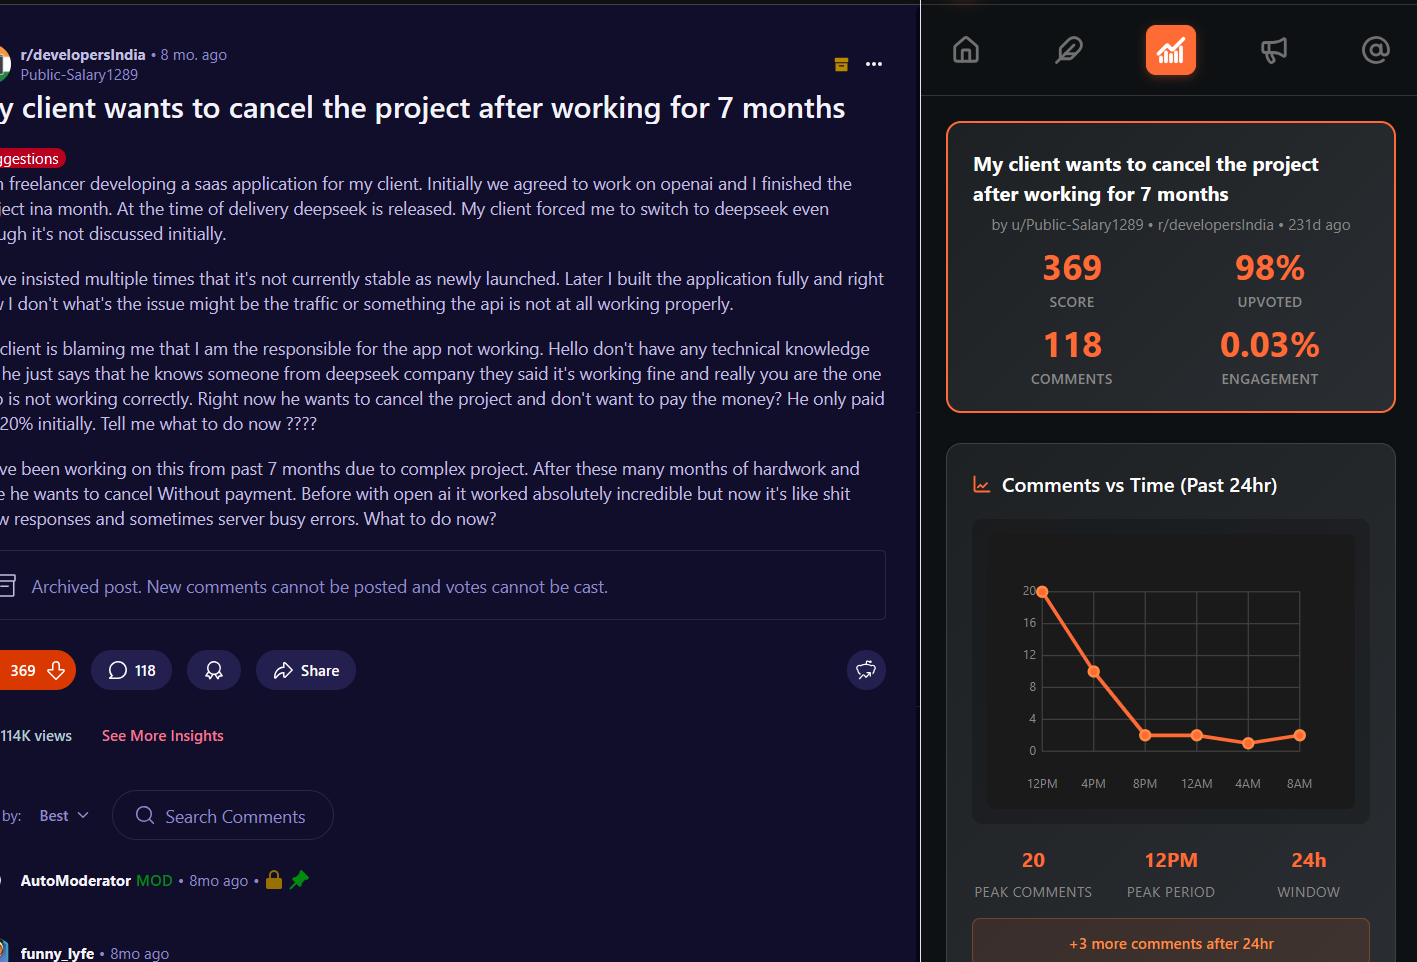 r/developersIndia • 8 mo. ago
Public-Salary1289
y client wants to cancel the project after working for 7 months
ggestions
freelancer developing a saas application for my client. Initially we agreed to work on openai and I finished the
ject ina month. At the time of delivery deepseek is released. My client forced me to switch to deepseek even
ugh it's not discussed initially.
ve insisted multiple times that it's not currently stable as newly launched. Later I built the application fully and right
I don't what's the issue might be the traffic or something the api is not at all working properly.
client is blaming me that I am the responsible for the app not working. Hello don't have any technical knowledge
he just says that he knows someone from deepseek company they said it's working fine and really you are the one
is not working correctly. Right now he wants to cancel the project and don't want to pay the money? He only paid
20% initially. Tell me what to do now ????
ve been working on this from past 7 months due to complex project. After these many months of hardwork and
he wants to cancel Without payment. Before with open ai it worked absolutely incredible but now it's like shit
w responses and sometimes server busy errors. What to do now?
Archived post. New comments cannot be posted and votes cannot be cast.
369
118
Share
114K views
See More Insights
by:
Best
Search Comments
AutoModerator MOD • 8mo ago •
funny_lyfe • 8mo ago
My client wants to cancel the project
after working for 7 months
by u/Public-Salary1289 • r/developersIndia • 231d ago
369
98%
SCORE
UPVOTED
118
0.03%
COMMENTS
ENGAGEMENT
Comments vs Time (Past 24hr)
20
16
12
8
4
0
12PM
4PM
8PM
12AM
4AM
8AM
20
12PM
24h
PEAK COMMENTS
PEAK PERIOD
WINDOW
+3 more comments after 24hr